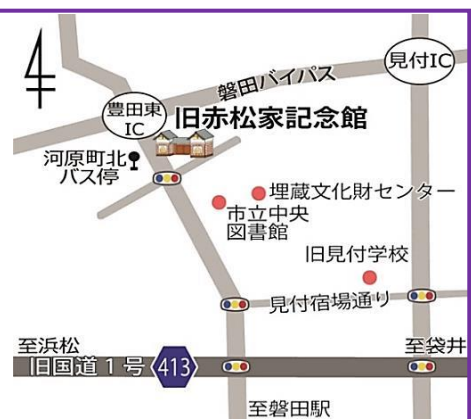 見付IC
磐田バイパス
豊田東
IC
旧赤松家記念館
河原町北
バス停
埋蔵文化財センター
市立中央
図書館
旧見付学校
見付宿場通り
至浜松
至袋井
旧国道1号 413
至磐田駅